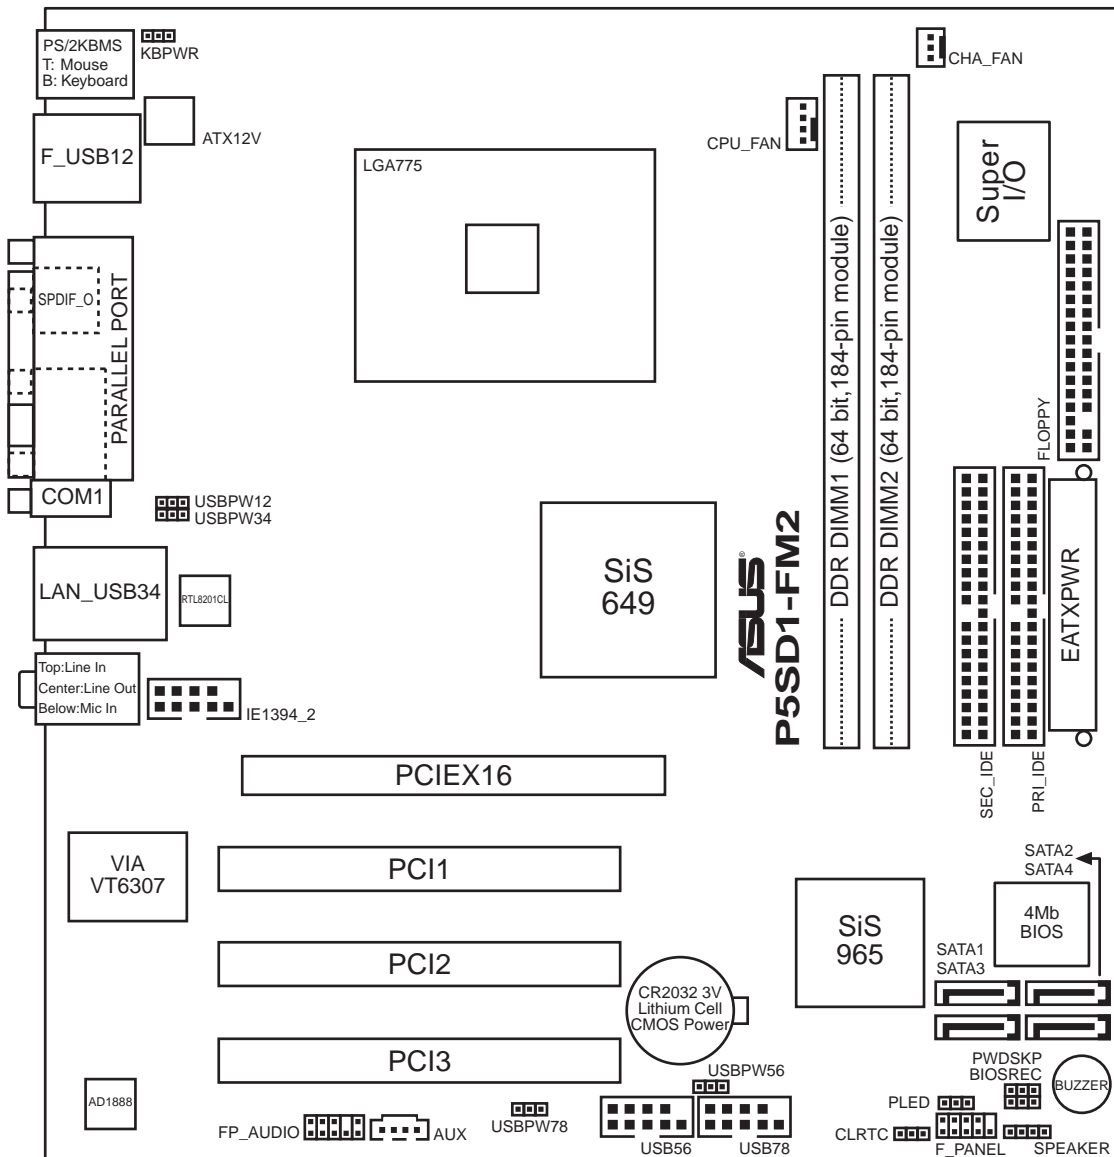 PS/2KBMS
T: Mouse
B: Keyboard
KBPWR
CHA_FAN
F_USB12
ATX12V
CPU_FAN
LGA775
Super
I/O
SPDIF_O
PARALLEL PORT
DDR DIMM1 (64 bit,184-pin module)
DDR DIMM2 (64 bit,184-pin module)
FLOPPY
COM1
USBPW12
USBPW34
LAN_USB34
RTL8201CL
SiS
649
ASUS®
P5SD1-FM2
EATXPWR
Top:Line In
Center:Line Out
Below:Mic In
IE1394_2
SEC_IDE
PRI_IDE
PCIEX16
VIA
VT6307
PCI1
SATA2
SATA4
SiS
965
4Mb
BIOS
PCI2
SATA1
SATA3
CR2032 3V
Lithium Cell
CMOS Power
PCI3
USBPW56
PWDSKP
BIOSREC
BUZZER
AD1888
FP_AUDIO
AUX
USBPW78
USB56
USB78
PLED
CLRTC
F_PANEL
SPEAKER